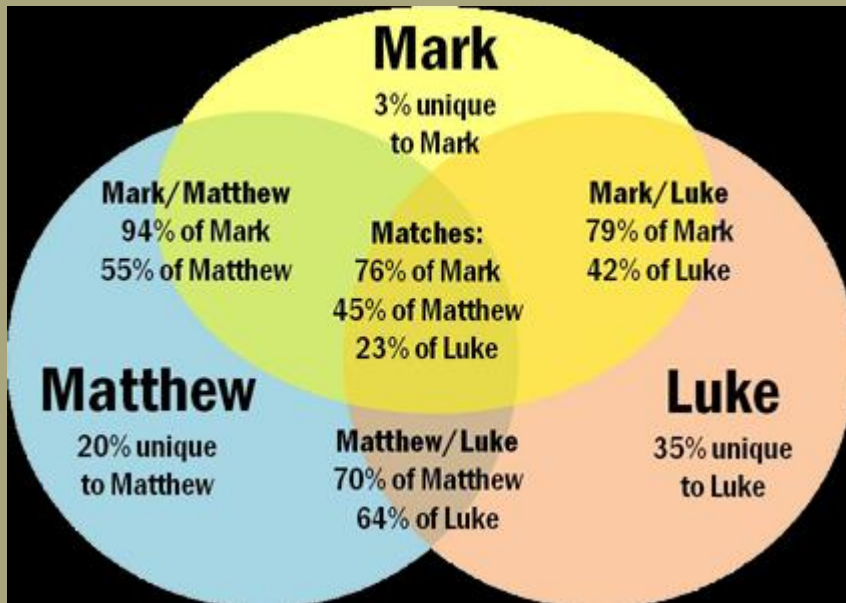 Mark
3% unique
to Mark
Mark/Matthew
94% of Mark
55% of Matthew
Matches:
76% of Mark
45% of Matthew
23% of Luke
Mark/Luke
79% of Mark
42% of Luke
Matthew
20% unique
to Matthew
Matthew/Luke
70% of Matthew
64% of Luke
Luke
35% unique
to Luke